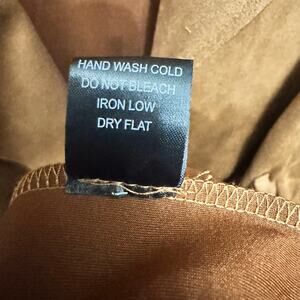 HAND WASH COLD
DO NOT BLEACH
IRON LOW
DRY FLAT